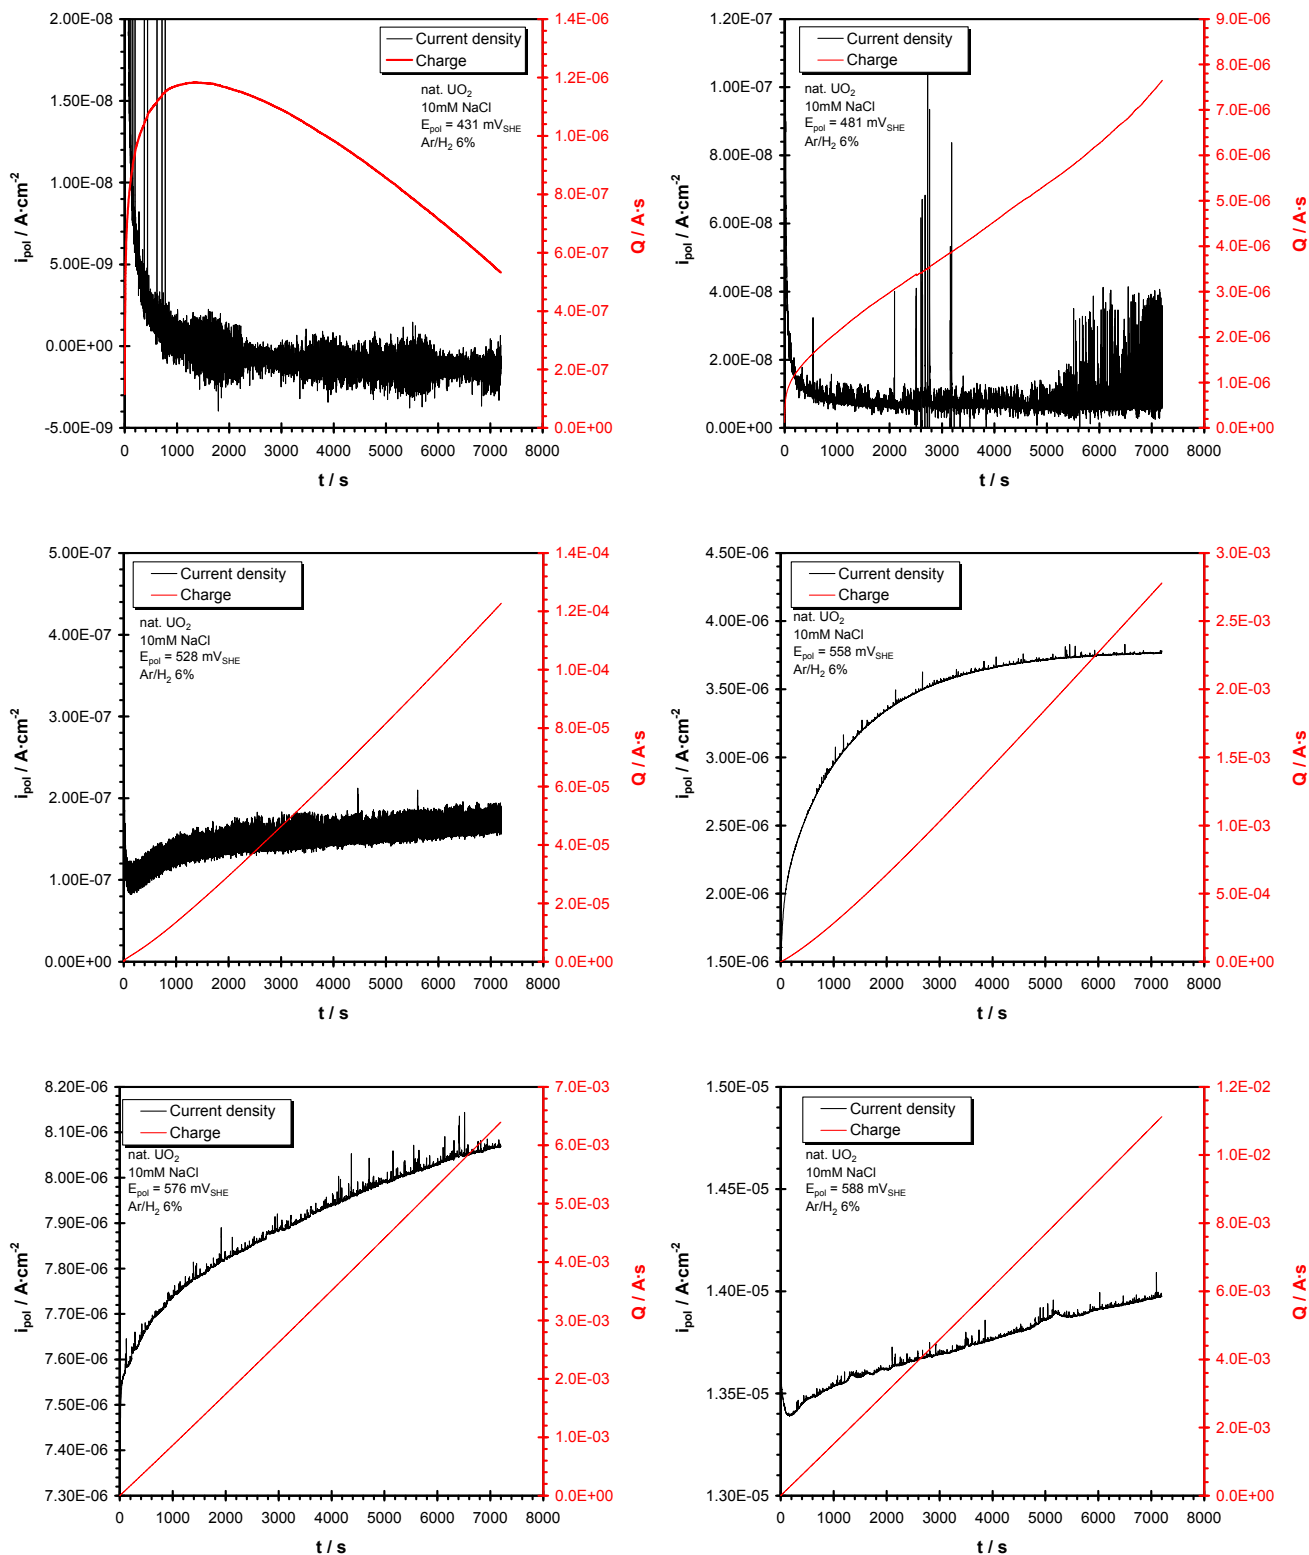 2.00E-08
1.50E-08
1.00E-08
5.00E-09
0.00E+00
-5.00E-09
i_pol / A·cm⁻²
Current density
Charge
nat. UO₂
10mM NaCl
E_pol = 431 mV_SHE
Ar/H₂ 6%
1.4E-06
1.2E-06
1.0E-06
8.0E-07
6.0E-07
4.0E-07
2.0E-07
0.0E+00
Q / A·s
0 1000 2000 3000 4000 5000 6000 7000 8000
t / s
1.20E-07
1.00E-07
8.00E-08
6.00E-08
4.00E-08
2.00E-08
0.00E+00
i_pol / A·cm⁻²
Current density
Charge
nat. UO₂
10mM NaCl
E_pol = 481 mV_SHE
Ar/H₂ 6%
9.0E-06
8.0E-06
7.0E-06
6.0E-06
5.0E-06
4.0E-06
3.0E-06
2.0E-06
1.0E-06
0.0E+00
Q / A·s
0 1000 2000 3000 4000 5000 6000 7000 8000
t / s
5.00E-07
4.00E-07
3.00E-07
2.00E-07
1.00E-07
0.00E+00
i_pol / A·cm⁻²
Current density
Charge
nat. UO₂
10mM NaCl
E_pol = 528 mV_SHE
Ar/H₂ 6%
1.4E-04
1.2E-04
1.0E-04
8.0E-05
6.0E-05
4.0E-05
2.0E-05
0.0E+00
Q / A·s
0 1000 2000 3000 4000 5000 6000 7000 8000
t / s
4.50E-06
4.00E-06
3.50E-06
3.00E-06
2.50E-06
2.00E-06
1.50E-06
i_pol / A·cm⁻²
Current density
Charge
nat. UO₂
10mM NaCl
E_pol = 558 mV_SHE
Ar/H₂ 6%
3.0E-03
2.5E-03
2.0E-03
1.5E-03
1.0E-03
5.0E-04
0.0E+00
Q / A·s
0 1000 2000 3000 4000 5000 6000 7000 8000
t / s
8.20E-06
8.10E-06
8.00E-06
7.90E-06
7.80E-06
7.70E-06
7.60E-06
7.50E-06
7.40E-06
7.30E-06
i_pol / A·cm⁻²
Current density
Charge
nat. UO₂
10mM NaCl
E_pol = 576 mV_SHE
Ar/H₂ 6%
7.0E-03
6.0E-03
5.0E-03
4.0E-03
3.0E-03
2.0E-03
1.0E-03
0.0E+00
Q / A·s
0 1000 2000 3000 4000 5000 6000 7000 8000
t / s
1.50E-05
1.45E-05
1.40E-05
1.35E-05
1.30E-05
i_pol / A·cm⁻²
Current density
Charge
nat. UO₂
10mM NaCl
E_pol = 588 mV_SHE
Ar/H₂ 6%
1.2E-02
1.0E-02
8.0E-03
6.0E-03
4.0E-03
2.0E-03
0.0E+00
Q / A·s
0 1000 2000 3000 4000 5000 6000 7000 8000
t / s